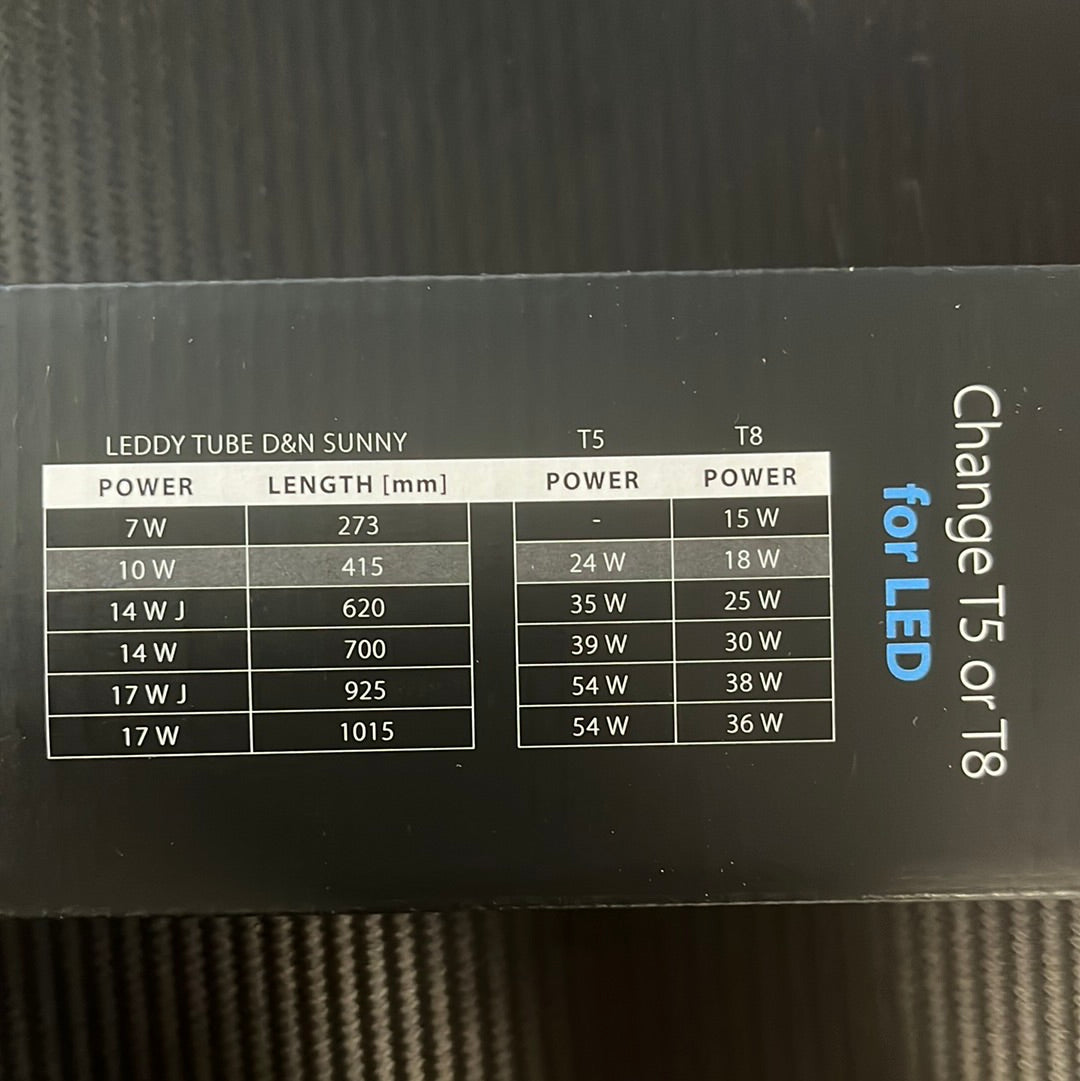 LEDDY TUBE D&N SUNNY T5 T8
POWER LENGTH [mm] POWER POWER
7 W 273 - 15 W
10 W 415 24 W 18 W
14 W J 620 35 W 25 W
14 W 700 39 W 30 W
17 W J 925 54 W 38 W
17 W 1015 54 W 36 W
Change T5 or T8
for LED